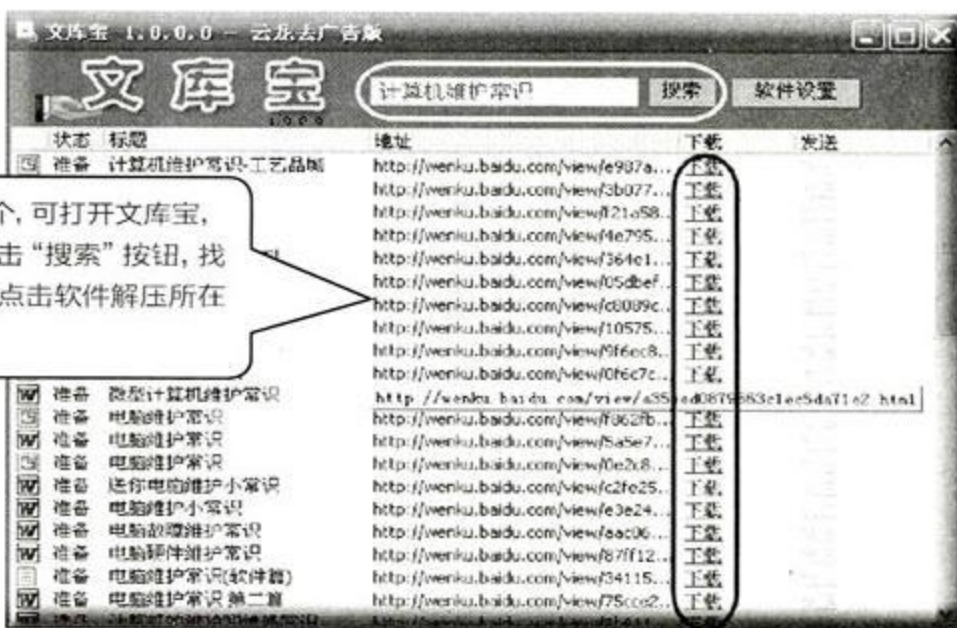 文库宝 1.0.0.0 - 云龙去广告版
文库宝
1.0.0.0
计算机维护常识 搜索 软件设置
状态 标题 地址 下载 发送
准备 计算机维护常识-工艺品城 http://wenku.baidu.com/view/e987a... 下载
http://wenku.baidu.com/view/3b077... 下载
http://wenku.baidu.com/view/f21a58... 下载
http://wenku.baidu.com/view/4e795... 下载
http://wenku.baidu.com/view/364e1... 下载
http://wenku.baidu.com/view/05dbef... 下载
http://wenku.baidu.com/view/c8089c... 下载
http://wenku.baidu.com/view/10575... 下载
http://wenku.baidu.com/view/9f6ec8... 下载
http://wenku.baidu.com/view/0f6c7c... 下载
个, 可打开文库宝,
击“搜索”按钮, 找
点击软件解压所在
W 准备 微型计算机维护常识
准备 电脑维护常识 http://wenku.baidu.com/view/f862fb... 下载
W 准备 电脑维护常识 http://wenku.baidu.com/view/5a5e7... 下载
准备 电脑维护常识 http://wenku.baidu.com/view/0e2c8... 下载
W 准备 送你电脑维护小常识 http://wenku.baidu.com/view/c2fe25... 下载
W 准备 电脑维护小常识 http://wenku.baidu.com/view/e3e24... 下载
W 准备 电脑故障维护常识 http://wenku.baidu.com/view/aac06... 下载
W 准备 电脑硬件维护常识 http://wenku.baidu.com/view/87ff12... 下载
准备 电脑维护常识(软件篇) http://wenku.baidu.com/view/34115... 下载
W 准备 电脑维护常识 第二篇 http://wenku.baidu.com/view/75cce2... 下载